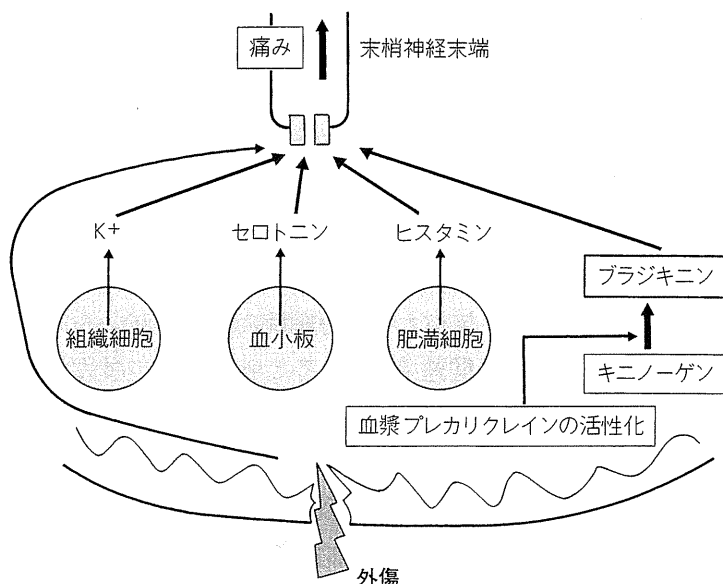 痛み
末梢神経末端
K+
セロトニン
ヒスタミン
ブラジキニン
組織細胞
血小板
肥満細胞
キニノーゲン
血漿プレカリクレインの活性化
外傷